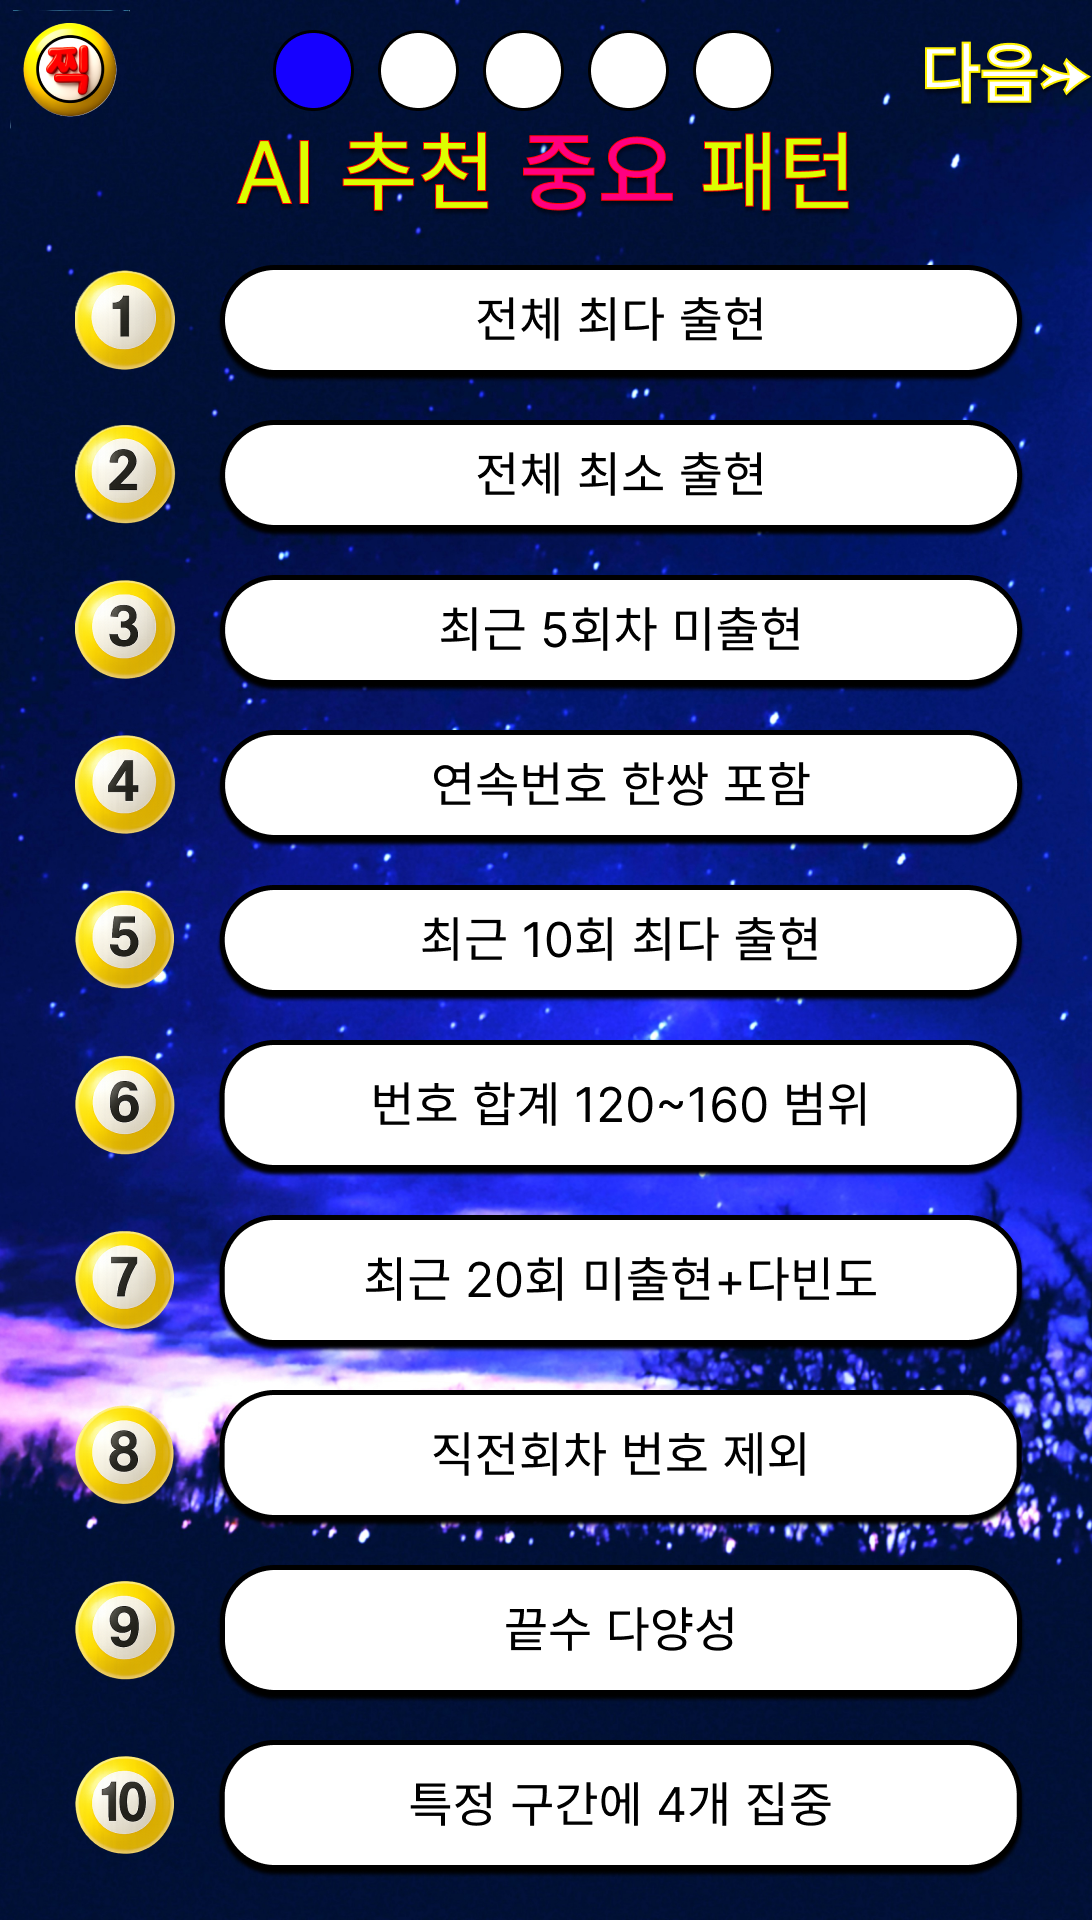 찍
다음→
AI 추천 중요 패턴
1 전체 최다 출현
2 전체 최소 출현
3 최근 5회차 미출현
4 연속번호 한쌍 포함
5 최근 10회 최다 출현
6 번호 합계 120~160 범위
7 최근 20회 미출현+다빈도
8 직전회차 번호 제외
9 끝수 다양성
10 특정 구간에 4개 집중